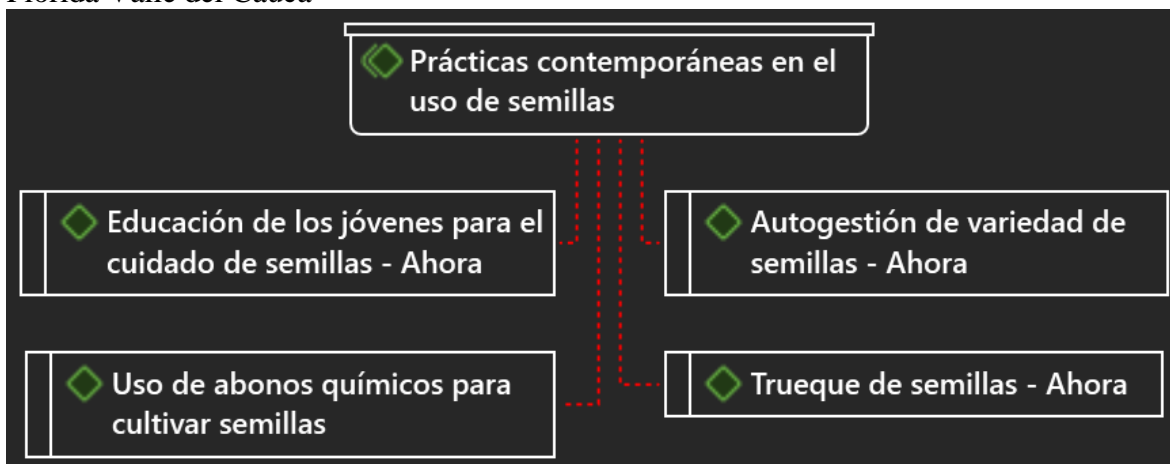 Prácticas contemporáneas en el
uso de semillas
Educación de los jóvenes para el
cuidado de semillas - Ahora
Autogestión de variedad de
semillas - Ahora
Uso de abonos químicos para
cultivar semillas
Trueque de semillas - Ahora